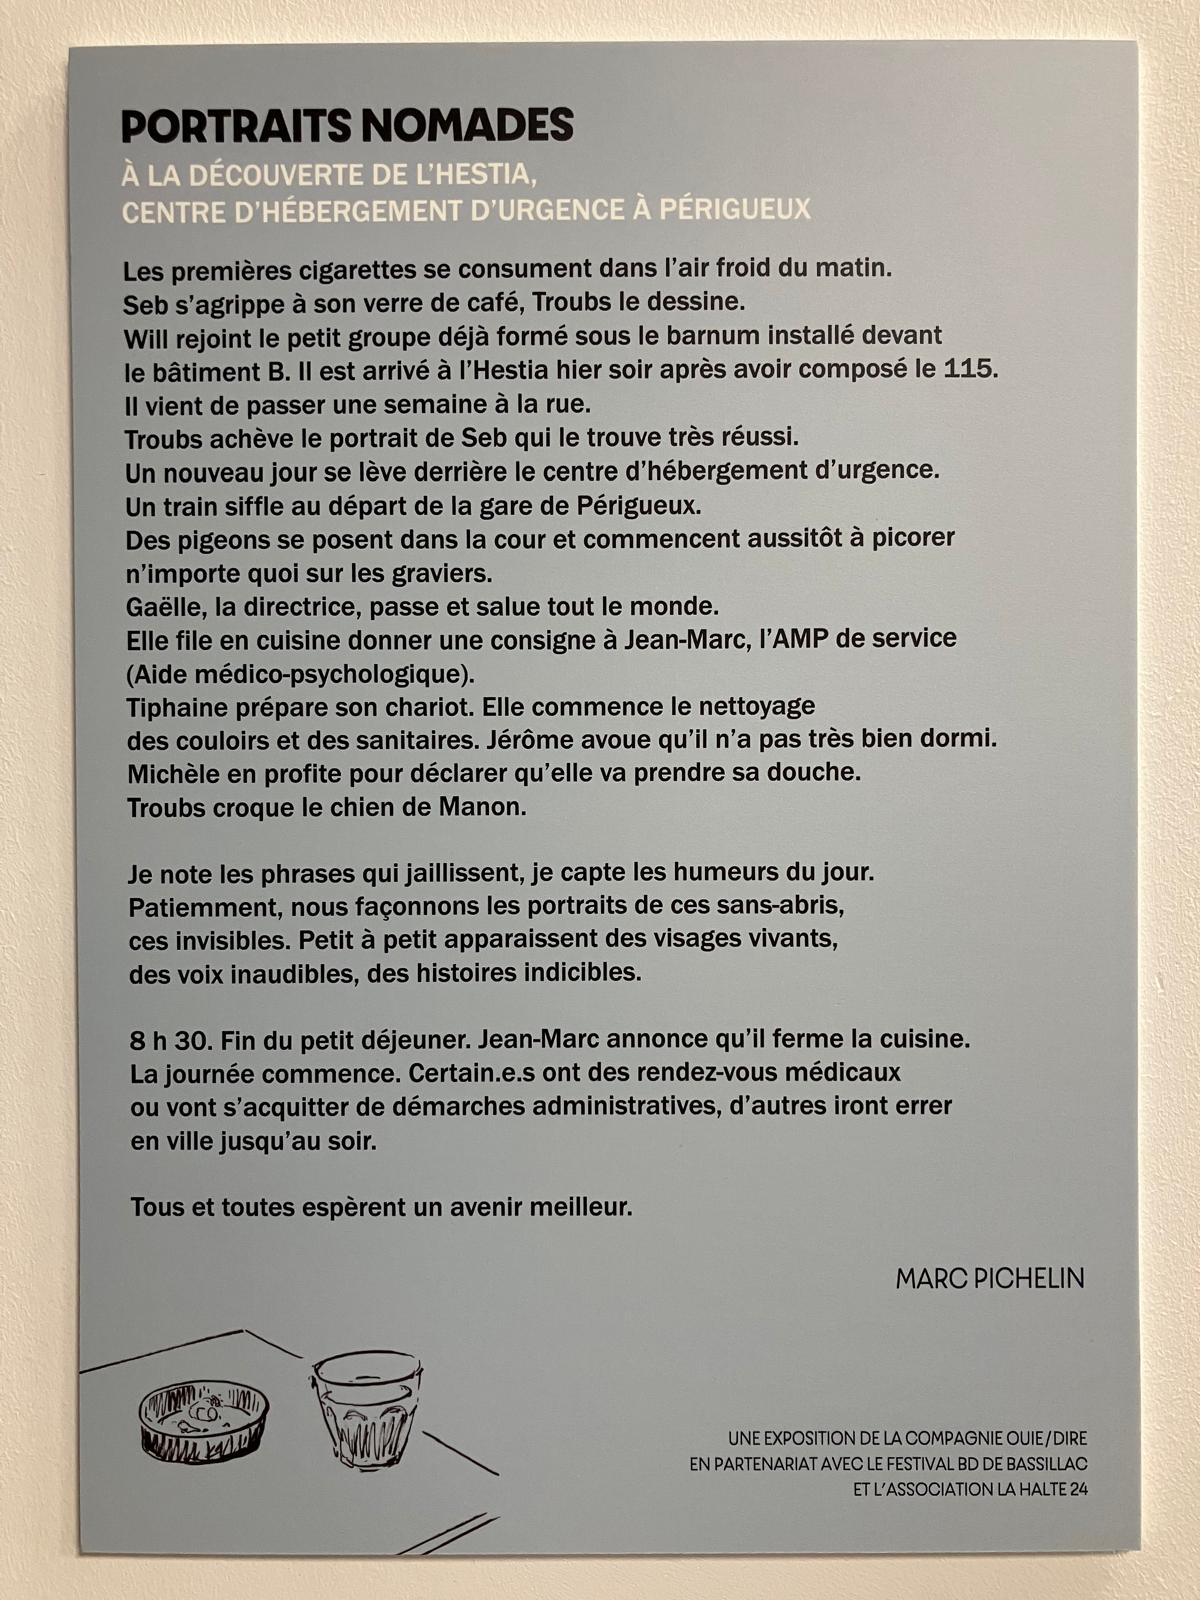 PORTRAITS NOMADES
À LA DÉCOUVERTE DE L'HESTIA,
CENTRE D'HÉBERGEMENT D'URGENCE À PÉRIGUEUX
Les premières cigarettes se consument dans l'air froid du matin.
Seb s'agrippe à son verre de café, Troubs le dessine.
Will rejoint le petit groupe déjà formé sous le barnum installé devant
le bâtiment B. Il est arrivé à l'Hestia hier soir après avoir composé le 115.
Il vient de passer une semaine à la rue.
Troubs achève le portrait de Seb qui le trouve très réussi.
Un nouveau jour se lève derrière le centre d'hébergement d'urgence.
Un train siffle au départ de la gare de Périgueux.
Des pigeons se posent dans la cour et commencent aussitôt à picorer
n'importe quoi sur les graviers.
Gaëlle, la directrice, passe et salue tout le monde.
Elle file en cuisine donner une consigne à Jean-Marc, l'AMP de service
(Aide médico-psychologique).
Tiphaine prépare son chariot. Elle commence le nettoyage
des couloirs et des sanitaires. Jérôme avoue qu'il n'a pas très bien dormi.
Michèle en profite pour déclarer qu'elle va prendre sa douche.
Troubs croque le chien de Manon.
Je note les phrases qui jaillissent, je capte les humeurs du jour.
Patiemment, nous façonnons les portraits de ces sans-abris,
ces invisibles. Petit à petit apparaissent des visages vivants,
des voix inaudibles, des histoires indicibles.
8 h 30. Fin du petit déjeuner. Jean-Marc annonce qu'il ferme la cuisine.
La journée commence. Certain.e.s ont des rendez-vous médicaux
ou vont s'acquitter de démarches administratives, d'autres iront errer
en ville jusqu'au soir.
Tous et toutes espèrent un avenir meilleur.
MARC PICHELIN
UNE EXPOSITION DE LA COMPAGNIE OUIE/DIRE
EN PARTENARIAT AVEC LE FESTIVAL BD DE BASSILLAC
ET L'ASSOCIATION LA HALTE 24